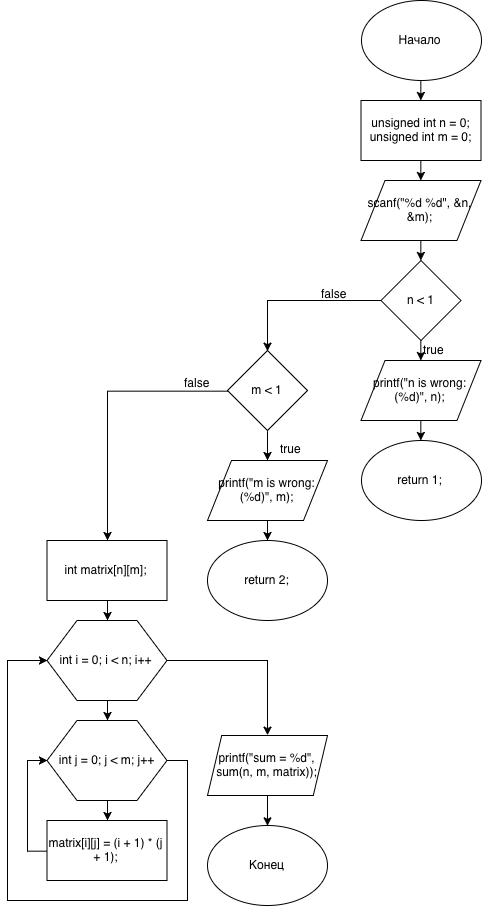 Начало
unsigned int n = 0;
unsigned int m = 0;
scanf("%d %d", &n,
&m);
false
n < 1
true
printf("n is wrong:
(%d)", n);
return 1;
false
m < 1
true
printf("m is wrong:
(%d)", m);
return 2;
int matrix[n][m];
int i = 0; i < n; i++
int j = 0; j < m; j++
matrix[i][j] = (i + 1) * (j
+ 1);
printf("sum = %d",
sum(n, m, matrix));
Конец